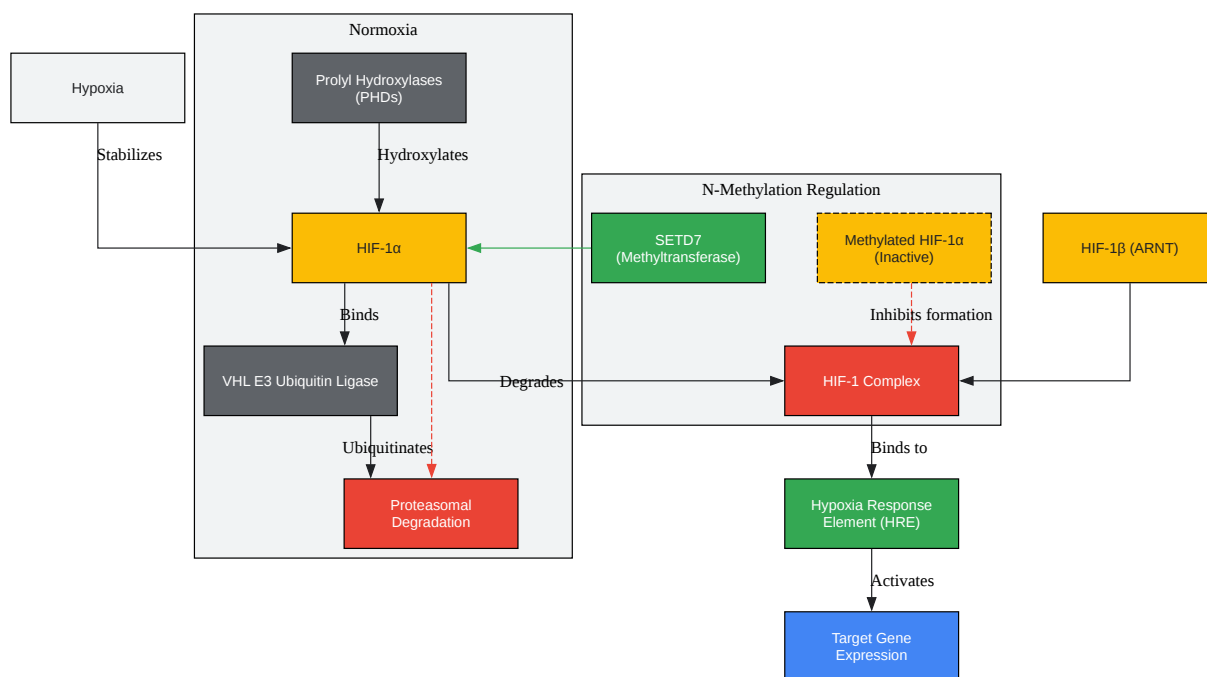 Normoxia
Hypoxia
Prolyl Hydroxylases
(PHDs)
Stabilizes
Hydroxylates
N-Methylation Regulation
HIF-1α
SETD7
(Methyltransferase)
Methylated HIF-1α
(Inactive)
HIF-1β (ARNT)
Binds
Inhibits formation
VHL E3 Ubiquitin Ligase
Degrades
HIF-1 Complex
Ubiquitinates
Binds to
Proteasomal
Degradation
Hypoxia Response
Element (HRE)
Activates
Target Gene
Expression